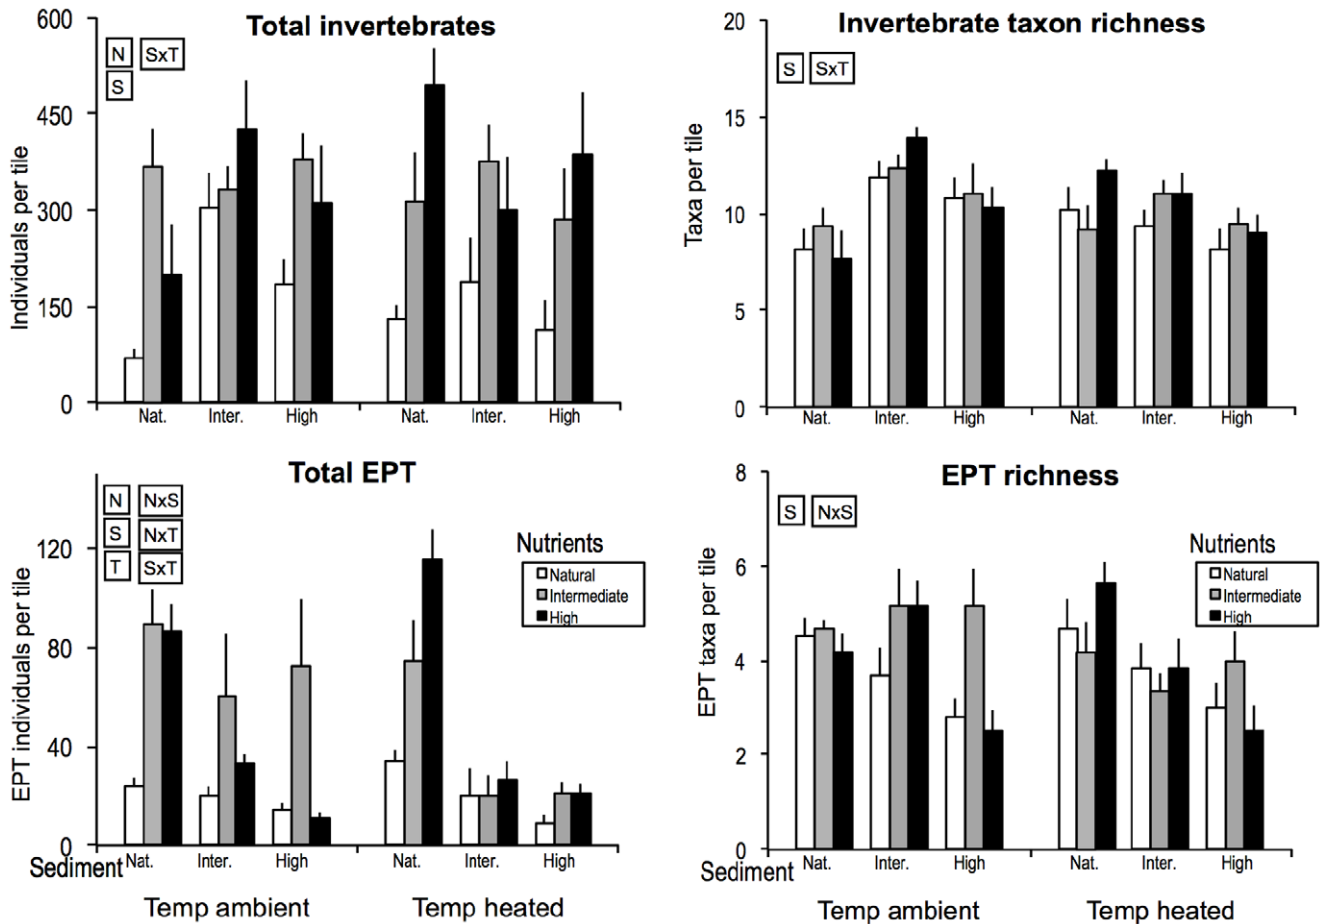 Total invertebrates
600
450
300
150
0
Individuals per tile
N SxT
S
Nat. Inter. High Nat. Inter. High
Invertebrate taxon richness
20
15
10
5
0
Taxa per tile
S SxT
Nat. Inter. High Nat. Inter. High
Total EPT
120
80
40
0
EPT individuals per tile
N NxS
S NxT
T SxT
Nutrients
Natural
Intermediate
High
Sediment Nat. Inter. High Nat. Inter. High
Temp ambient Temp heated
EPT richness
8
6
4
2
0
EPT taxa per tile
S NxS
Nutrients
Natural
Intermediate
High
Sediment Nat. Inter. High Nat. Inter. High
Temp ambient Temp heated